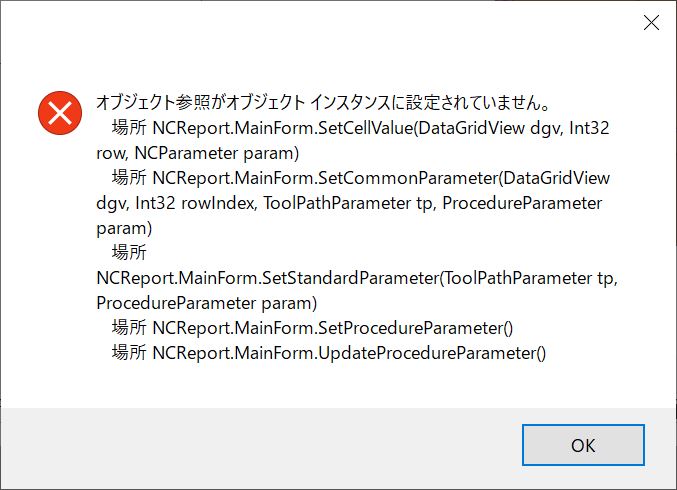 オブジェクト参照がオブジェクト インスタンスに設定されていません。
場所 NCReport.MainForm.SetCellValue(DataGridView dgv, Int32
row, NCParameter param)
場所 NCReport.MainForm.SetCommonParameter(DataGridView
dgv, Int32 rowIndex, ToolPathParameter tp, ProcedureParameter
param)
場所
NCReport.MainForm.SetStandardParameter(ToolPathParameter tp,
ProcedureParameter param)
場所 NCReport.MainForm.SetProcedureParameter()
場所 NCReport.MainForm.UpdateProcedureParameter()
OK